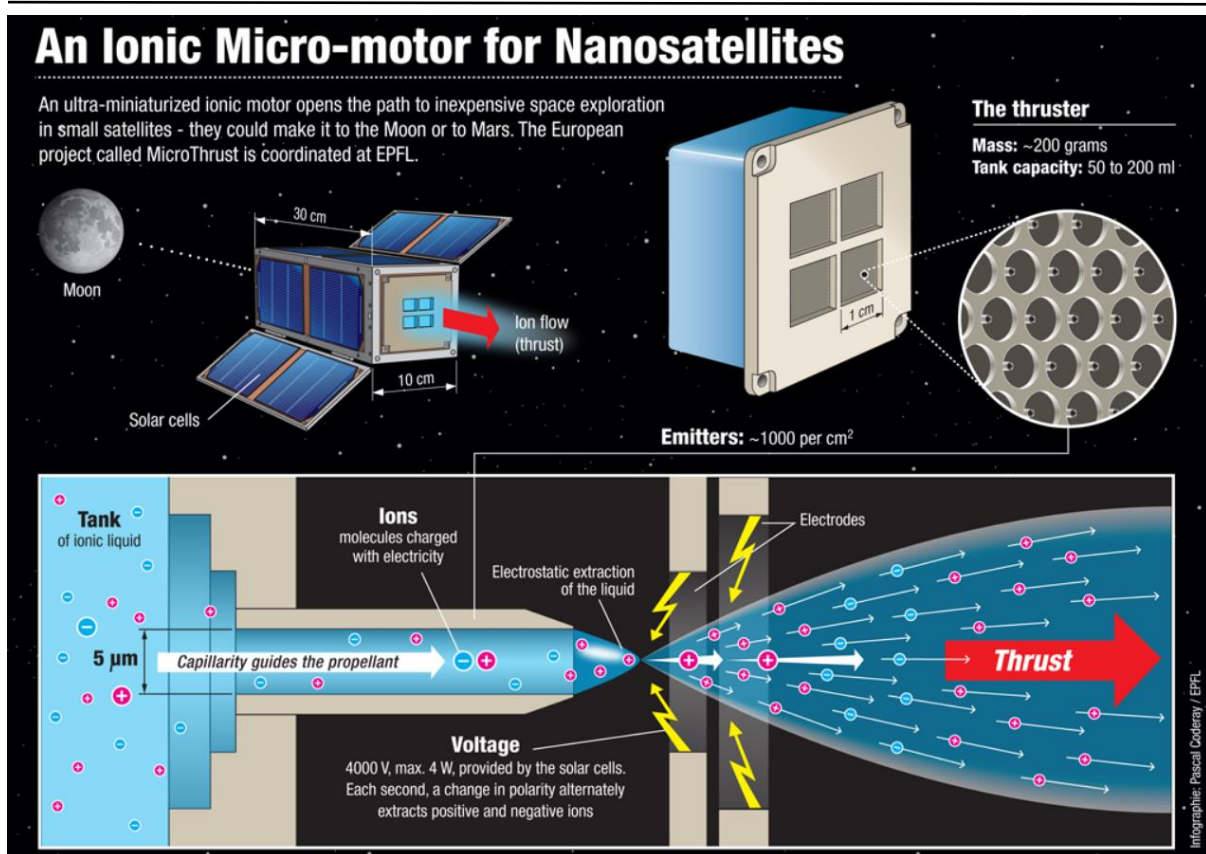 An Ionic Micro-motor for Nanosatellites
An ultra-miniaturized ionic motor opens the path to inexpensive space exploration
in small satellites - they could make it to the Moon or to Mars. The European
project called MicroThrust is coordinated at EPFL.
Moon
30 cm
Ion flow
(thrust)
10 cm
Solar cells
The thruster
Mass: ~200 grams
Tank capacity: 50 to 200 ml
1 cm
Emitters: ~1000 per cm²
Tank
of ionic liquid
Ions
molecules charged
with electricity
Electrostatic extraction
of the liquid
Electrodes
5 µm
Capillarity guides the propellant
Thrust
Voltage
4000 V, max. 4 W, provided by the solar cells.
Each second, a change in polarity alternately
extracts positive and negative ions
Infographie: Pascal Coderay / EPFL